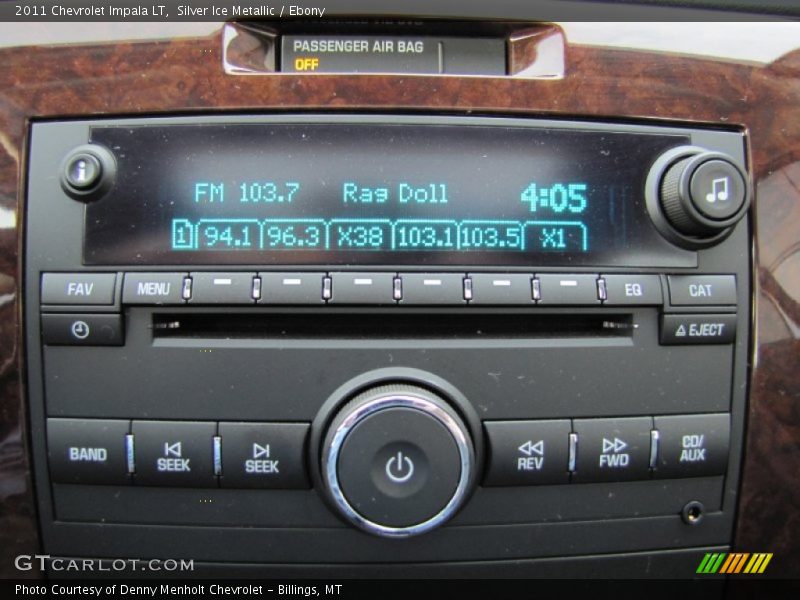 2011 Chevrolet Impala LT, Silver Ice Metallic / Ebony
PASSENGER AIR BAG
OFF
i
FM 103.7 Rag Doll 4:05
1 94.1 96.3 X38 103.1 103.5 X1
FAV MENU EQ CAT
EJECT
BAND SEEK SEEK REV FWD CD/
AUX
GTCARLOT.COM
Photo Courtesy of Denny Menholt Chevrolet - Billings, MT